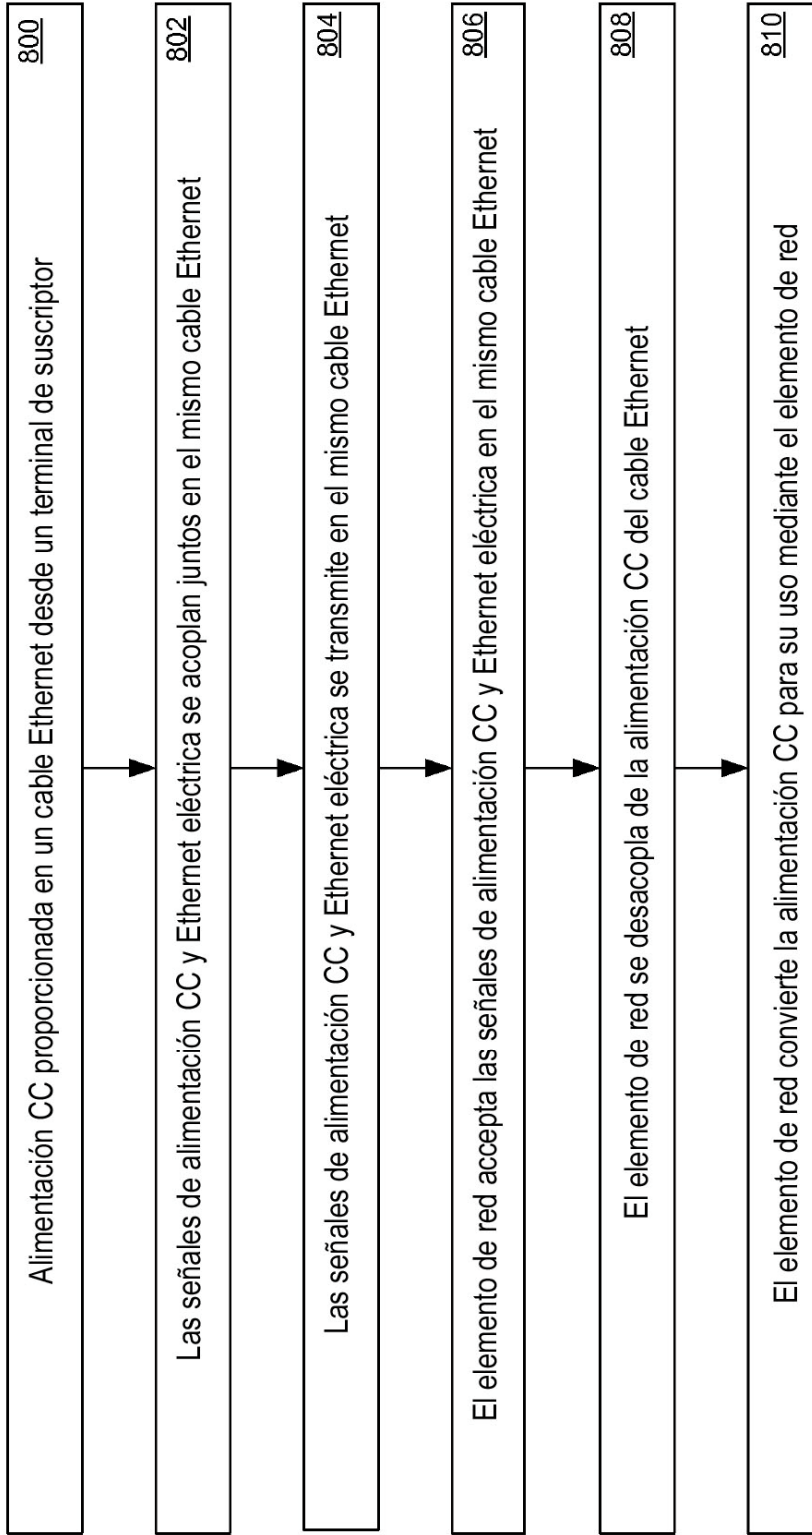 Alimentación CC proporcionada en un cable Ethernet desde un terminal de suscriptor 800
Las señales de alimentación CC y Ethernet eléctrica se acoplan juntos en el mismo cable Ethernet 802
Las señales de alimentación CC y Ethernet eléctrica se transmite en el mismo cable Ethernet 804
El elemento de red accepta las señales de alimentación CC y Ethernet eléctrica en el mismo cable Ethernet 806
El elemento de red se desacopla de la alimentación CC del cable Ethernet 808
El elemento de red convierte la alimentación CC para su uso mediante el elemento de red 810